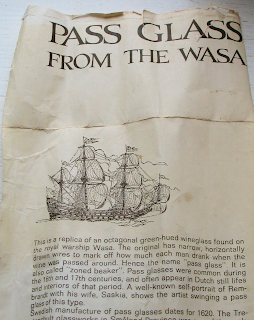 PASS GLASS
FROM THE WASA
This is a replica of an octagonal green-hued wineglass found on
the royal warship Wasa. The original has narrow, horizontally
drawn wires to mark off how much each man drank when the
wine was passed around. Hence the name "pass glass". It is
also called "zoned beaker". Pass glasses were common during
the 16th and 17th centuries, and often appear in Dutch still lifes
and interiors of that period. A well-known self-portrait of Rem-
brandt with his wife, Saskia, shows the artist swinging a pass
glass of this type.
Swedish manufacture of pass glasses dates for 1620. The Tre-